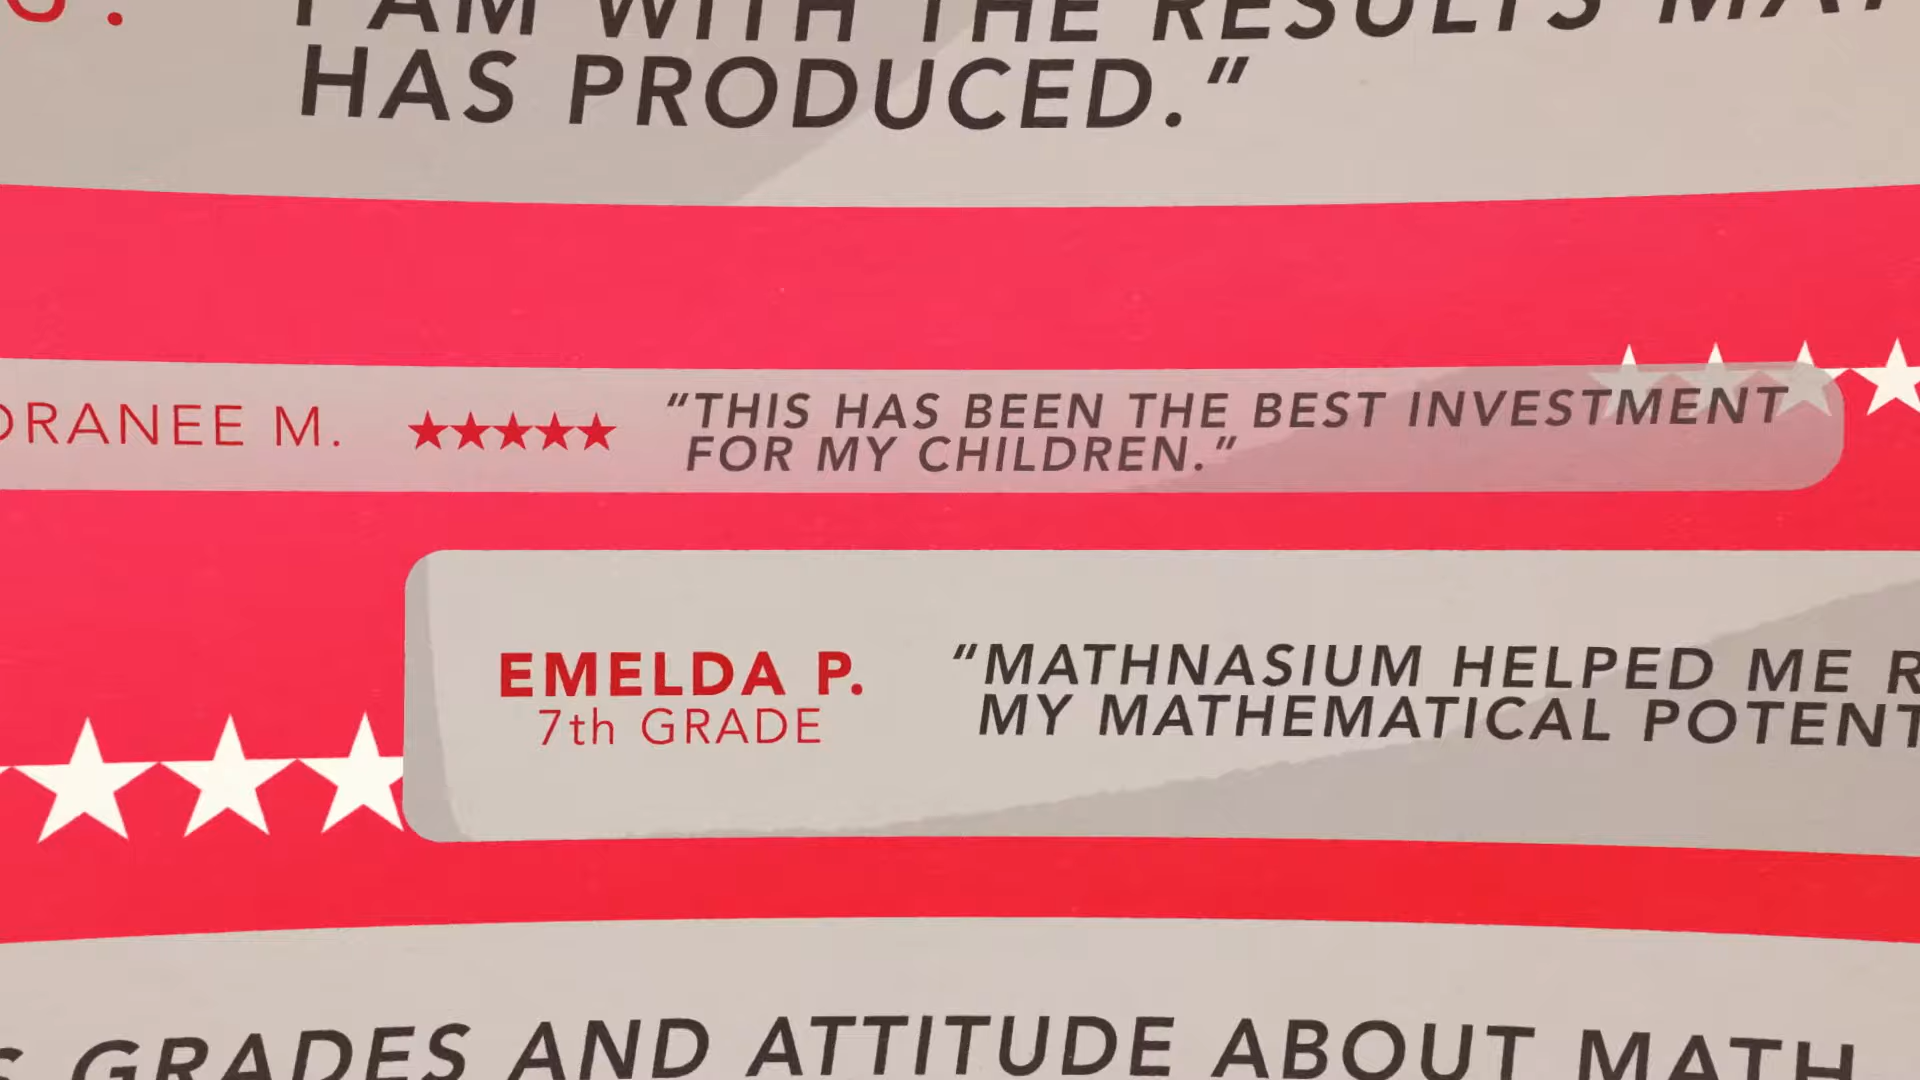 I AM WITH THE RESULTS
HAS PRODUCED."
M.
"THIS HAS BEEN THE BEST INVESTMENT
FOR MY CHILDREN."
EMELDA P.
7th GRADE
"MATHNASIUM HELPED ME
MY MATHEMATICAL
GRADES AND ATTITUDE ABOUT MATH